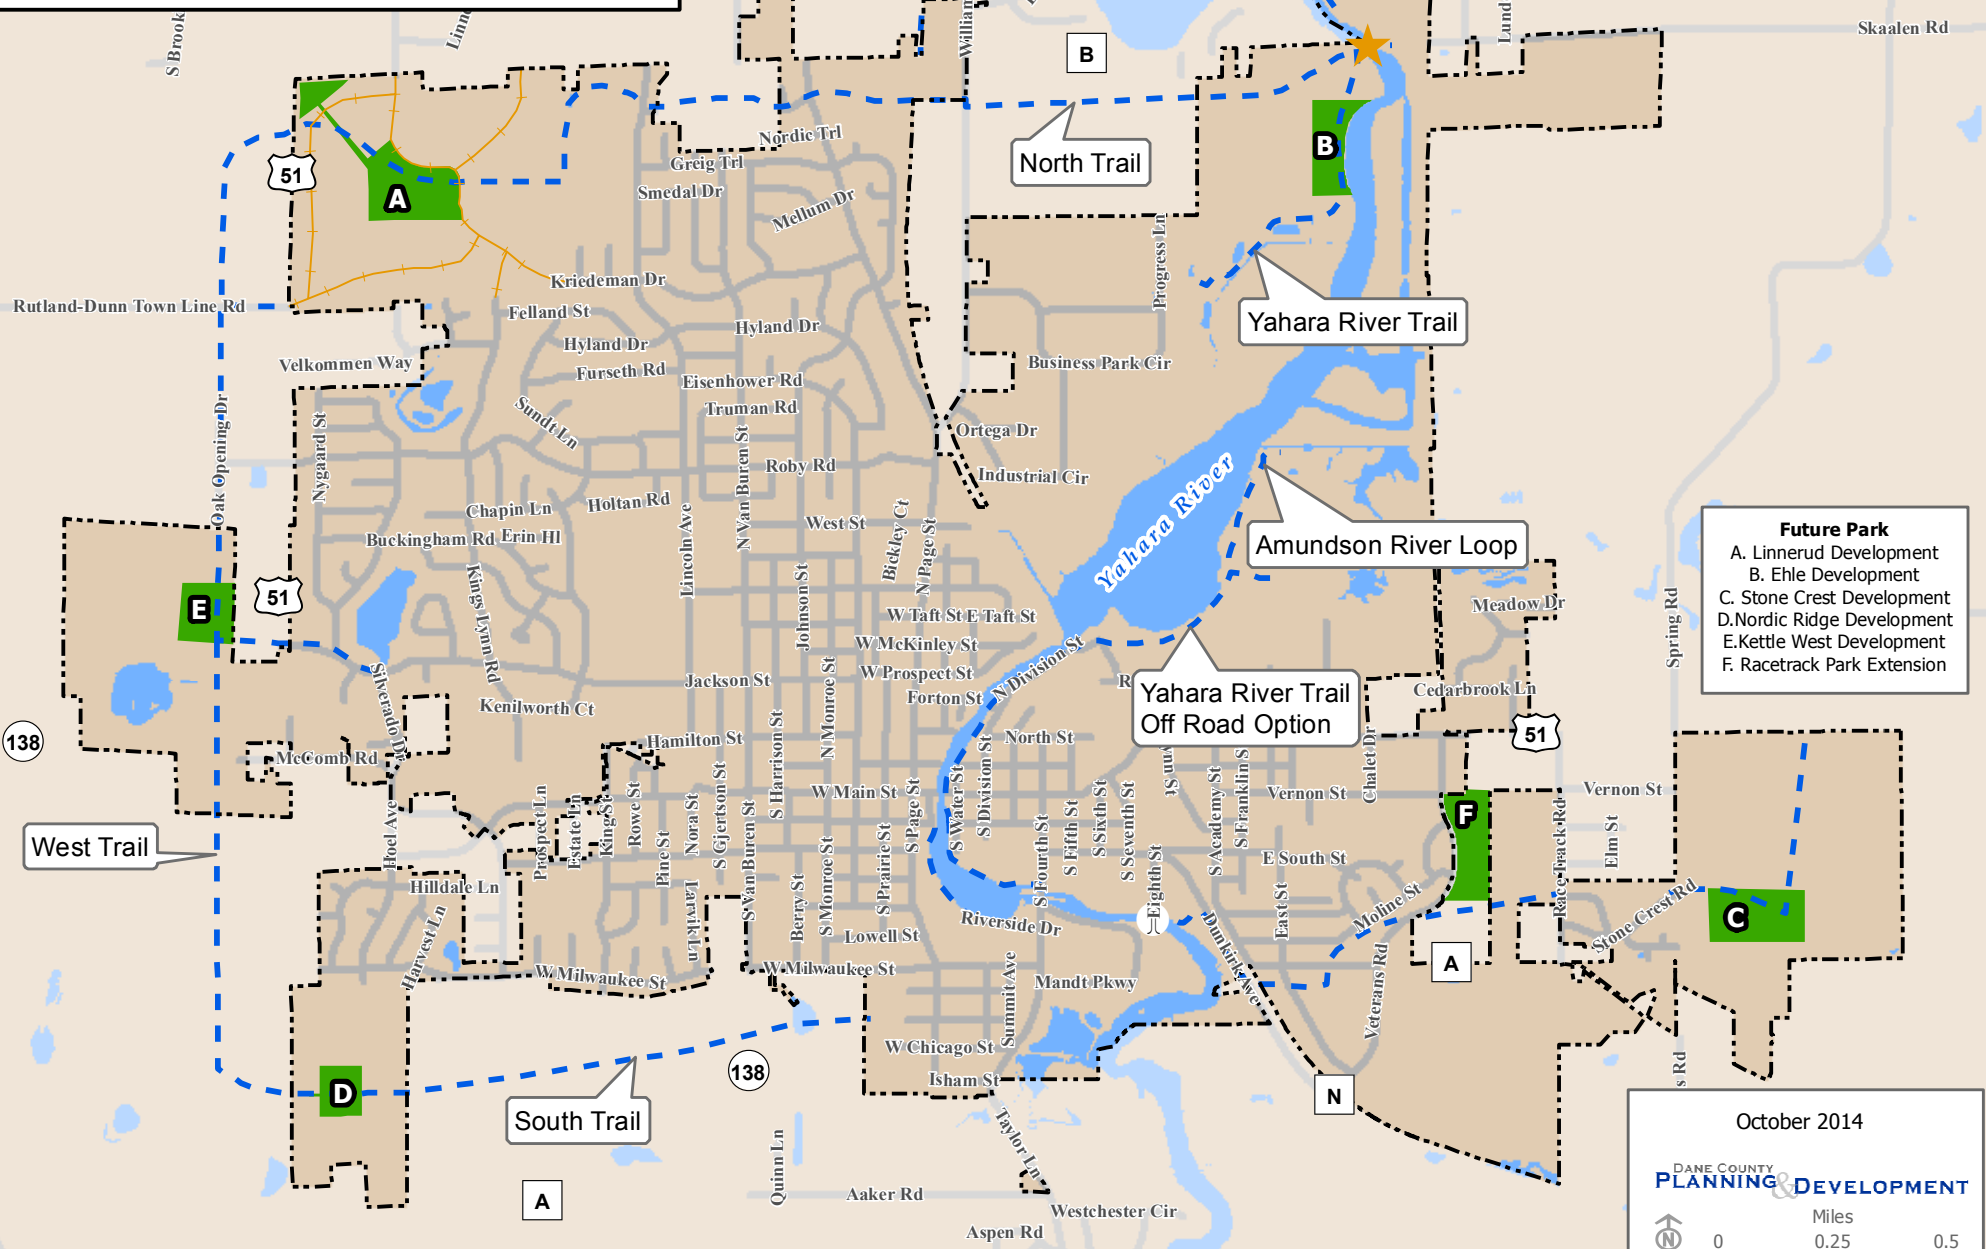 S Brook
Linn
William
Lund
Skaalen Rd
B
51
A
Nordic Trl
Greig Trl
Smedal Dr
Mellum Dr
North Trail
B
Progress Ln
Yahara River Trail
Kriedeman Dr
Rutland-Dunn Town Line Rd
Felland St
Hyland Dr
Hyland Dr
Velkommen Way
Furseth Rd
Eisenhower Rd
Business Park Cir
Truman Rd
Sundt Ln
Oak Opening Dr
Nygaard St
N Van Buren St
Ortega Dr
Roby Rd
Industrial Cir
Yahara River
Chapin Ln
Holtan Rd
Lincoln Ave
West St
Bickley Ct
N Page St
Buckingham Rd
Erin Hl
Amundson River Loop
Future Park
A. Linnerud Development
B. Ehle Development
C. Stone Crest Development
D.Nordic Ridge Development
E.Kettle West Development
F. Racetrack Park Extension
E
51
Kings Lynn Rd
Johnson St
W Taft St
E Taft St
Meadow Dr
Spring Rd
W McKinley St
W Prospect St
N Division St
Jackson St
Forton St
R
Yahara River Trail
Off Road Option
Cedarbrook Ln
Silverado Dr
Kenilworth Ct
N Monroe St
S Harrison St
138
Hamilton St
North St
51
McComb Rd
W Main St
Vernon St
Vernon St
Chalet Dr
ynn St
S Academy St
S Franklin S
West Trail
Hoel Ave
Prospect Ln
Estate Ln
King St
Rowe St
Pine St
Nora St
S Gjertson St
S Van Buren St
S Page St
S Water St
S Division St
S Fourth St
S Fifth St
S Sixth St
S Seventh St
Eighth St
F
Race Track Rd
Elm St
E South St
Hilldale Ln
Harvest Ln
Larvik Ln
Berry St
S Monroe St
S Prairie St
Riverside Dr
Lowell St
East St
Moline St
Stone Crest Rd
C
Dunkirk Ave
W Milwaukee St
W Milwaukee St
Summit Ave
Mandt Pkwy
Veterans Rd
A
W Chicago St
138
Isham St
s Rd
D
South Trail
N
Taylor Ln
Quinn Ln
A
Aaker Rd
Westchester Cir
Aspen Rd
October 2014
DANE COUNTY
PLANNING & DEVELOPMENT
Miles
N
0 0.25 0.5